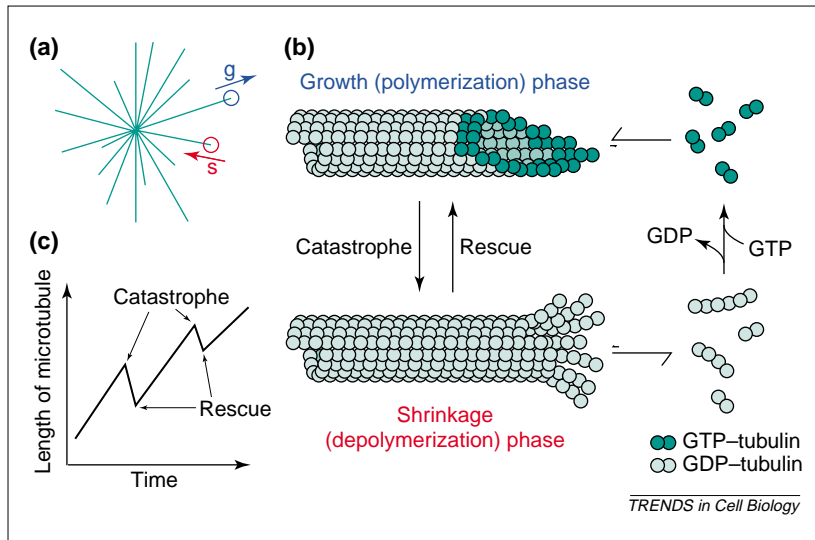 (a)
g
s
(b)
Growth (polymerization) phase
Catastrophe
Rescue
GDP
GTP
Shrinkage
(depolymerization) phase
GTP–tubulin
GDP–tubulin
(c)
Length of microtubule
Catastrophe
Rescue
Time
TRENDS in Cell Biology